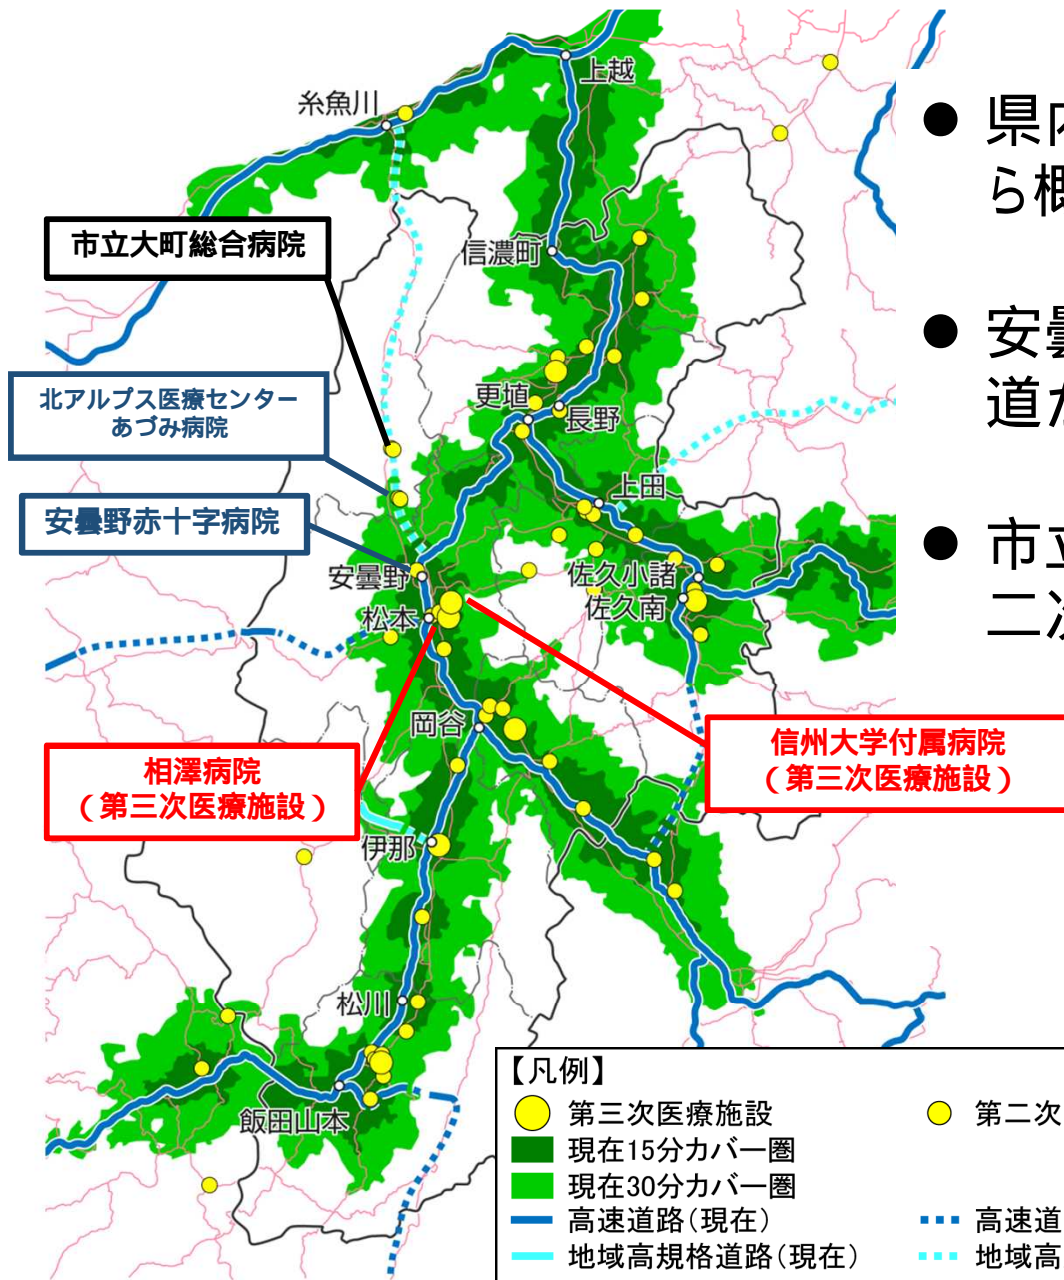 糸魚川
上越
市立大町総合病院
信濃町
北アルプス医療センター
あづみ病院
更埴
長野
上田
安曇野赤十字病院
安曇野
佐久小諸
佐久南
松本
岡谷
相澤病院
（第三次医療施設）
信州大学付属病院
（第三次医療施設）
伊那
松川
飯田山本
● 県内
ら概
● 安曇
道か
● 市立
二次
【凡例】
第三次医療施設
第二次
現在15分カバー圏
現在30分カバー圏
高速道路(現在)
高速道
地域高規格道路(現在)
地域高